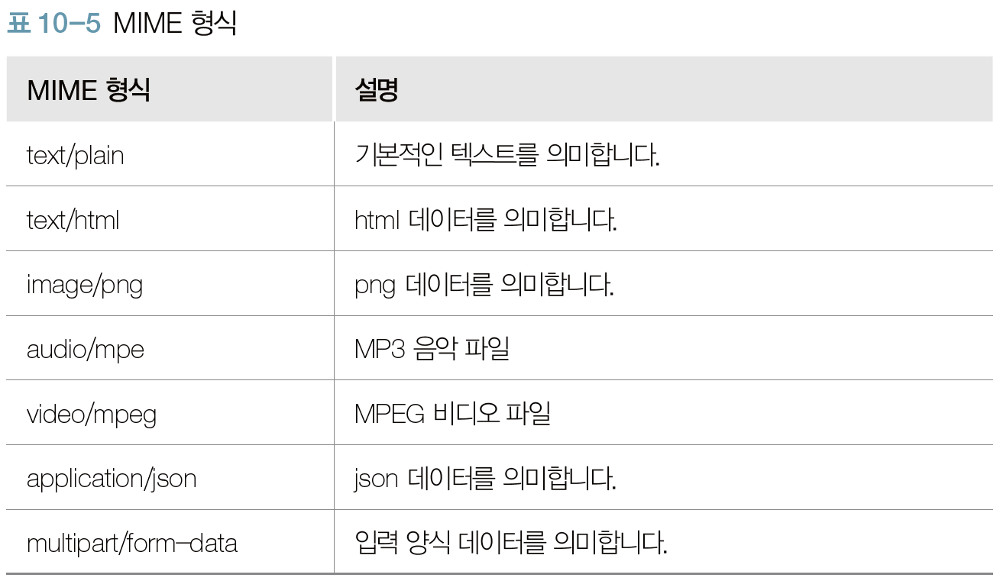 표 10-5 MIME 형식
MIME 형식 설명
text/plain 기본적인 텍스트를 의미합니다.
text/html html 데이터를 의미합니다.
image/png png 데이터를 의미합니다.
audio/mpe MP3 음악 파일
video/mpeg MPEG 비디오 파일
application/json json 데이터를 의미합니다.
multipart/form-data 입력 양식 데이터를 의미합니다.